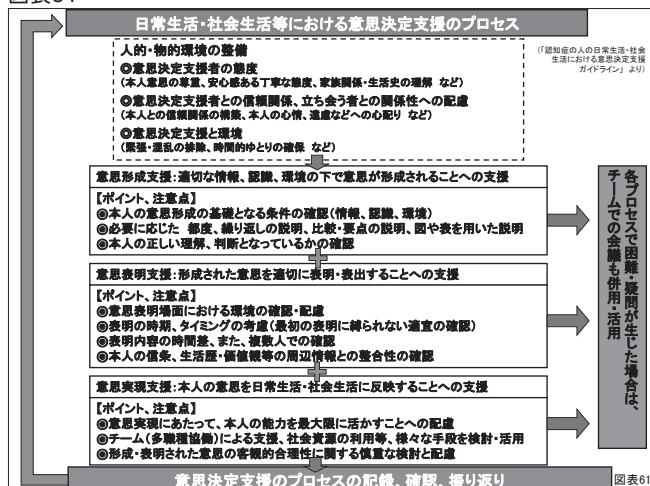 日常生活・社会生活等における意思決定支援のプロセス
人的・物的環境の整備
◎意思決定支援者の態度
(本人意思の尊重、安心感ある丁寧な態度、家族関係・生活史の理解 など)
◎意思決定支援者との信頼関係、立ち会う者との関係性への配慮
(本人との信頼関係の構築、本人の心情、遠慮などへの心配り など)
◎意思決定支援と環境
(緊張・混乱の排除、時間的ゆとりの確保 など)
(「認知症の人の日常生活・社会
生活における意思決定支援
ガイドライン」 より)
意思形成支援:適切な情報、認識、環境の下で意思が形成されることへの支援
【ポイント、注意点】
◎本人の意思形成の基礎となる条件の確認(情報、認識、環境)
◎必要に応じた 都度、繰り返しの説明、比較・要点の説明、図や表を用いた説明
◎本人の正しい理解、判断となっているかの確認
意思表明支援:形成された意思を適切に表明・表出することへの支援
【ポイント、注意点】
◎意思表明場面における環境の確認・配慮
◎表明の時期、タイミングの考慮(最初の表明に縛られない適宜の確認)
◎表明内容の時間差、また、複数人での確認
◎本人の信条、生活歴・価値観等の周辺情報との整合性の確認
意思実現支援:本人の意思を日常生活・社会生活に反映することへの支援
【ポイント、注意点】
◎意思実現にあたって、本人の能力を最大限に活かすことへの配慮
◎チーム(多職種協働)による支援、社会資源の利用等、様々な手段を検討・活用
◎形成・表明された意思の客観的合理性に関する慎重な検討と配慮
各プロセスで困難・疑問が生じた場合は、
チームでの会議も併用・活用
意思決定支援のプロセスの記録、確認、振り返り
図表61